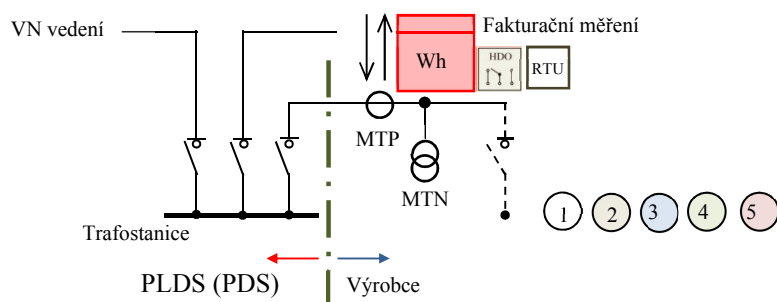 VN vedení
Fakturační měření
Wh
HDO
RTU
MTP
MTN
1 2 3 4 5
Trafostanice
PLDS (PDS)
Výrobce